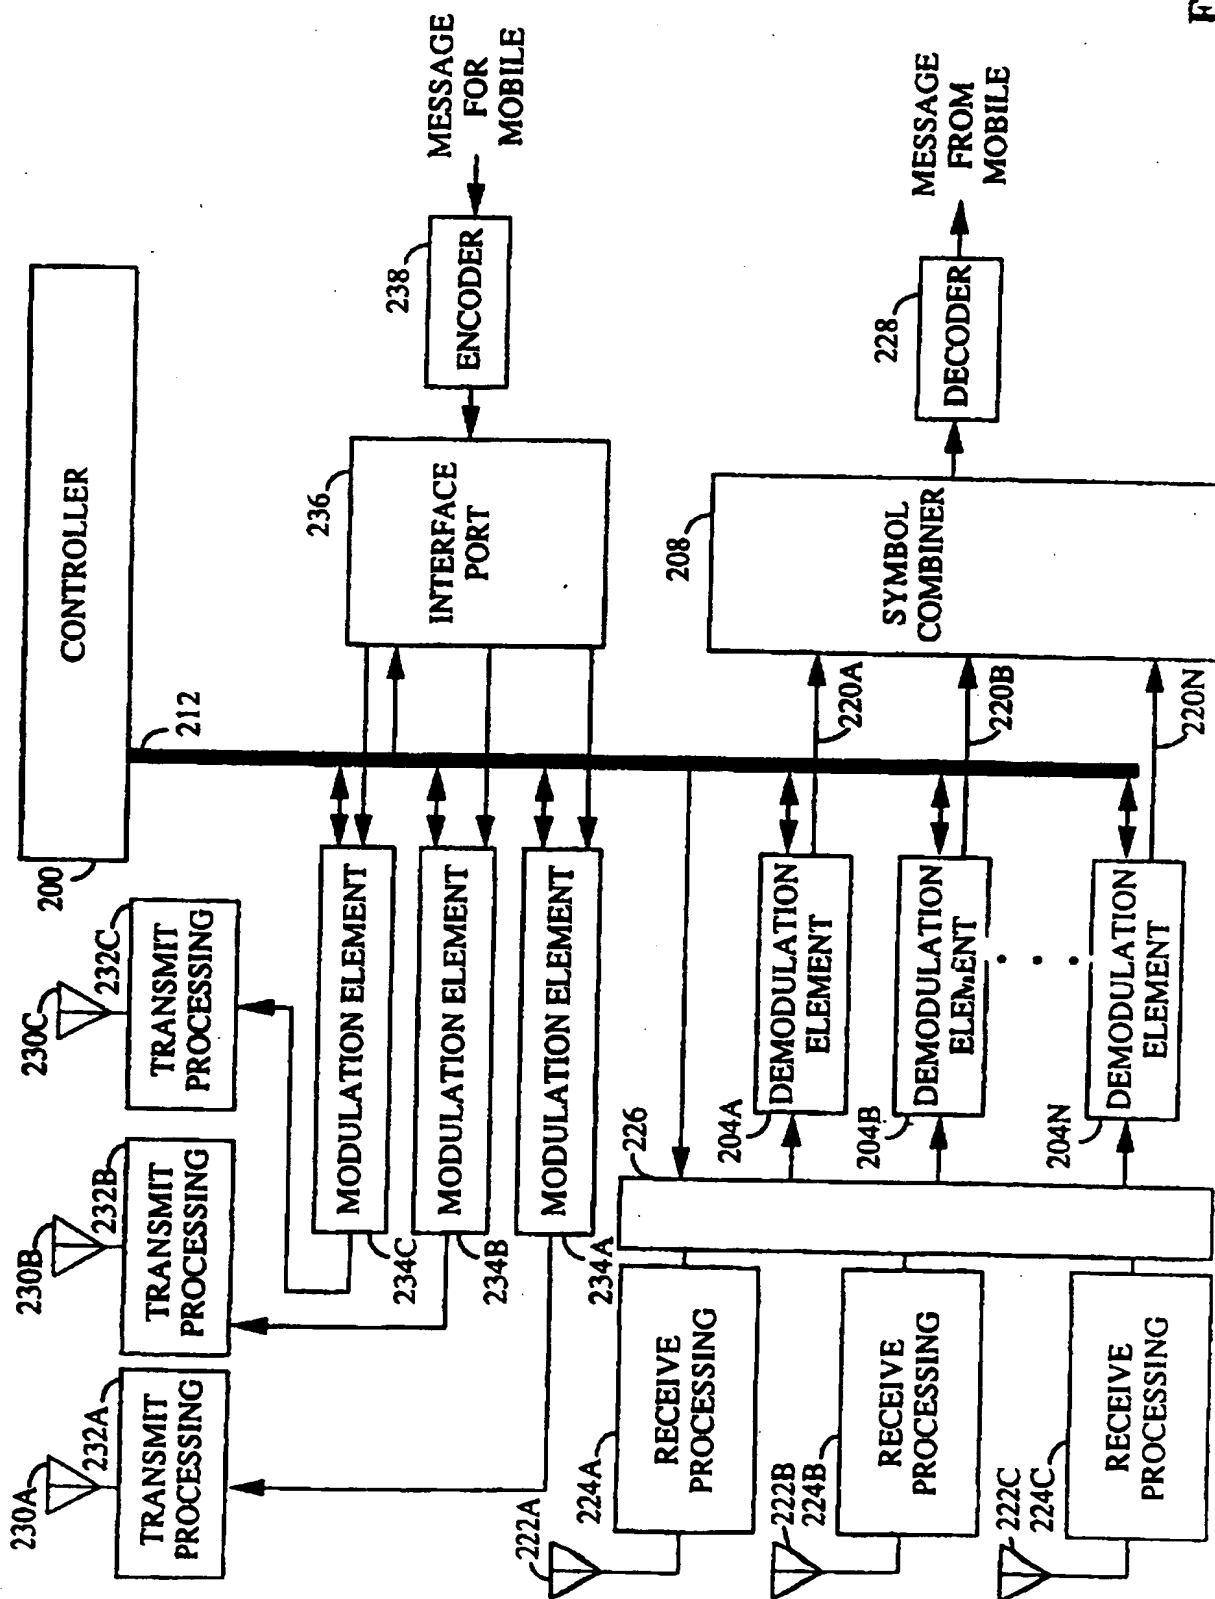 230A
232A
TRANSMIT
PROCESSING
230B
232B
TRANSMIT
PROCESSING
230C
232C
TRANSMIT
PROCESSING
200
CONTROLLER
212
MODULATION ELEMENT
234C
MODULATION ELEMENT
234B
MODULATION ELEMENT
234A
236
INTERFACE
PORT
238
ENCODER
MESSAGE
FOR
MOBILE
222A
224A
RECEIVE
PROCESSING
222B
224B
RECEIVE
PROCESSING
222C
224C
RECEIVE
PROCESSING
226
204A
DEMODULATION
ELEMENT
204B
DEMODULATION
ELEMENT
204N
DEMODULATION
ELEMENT
220A
220B
220N
208
SYMBOL
COMBINER
228
DECODER
MESSAGE
FROM
MOBILE